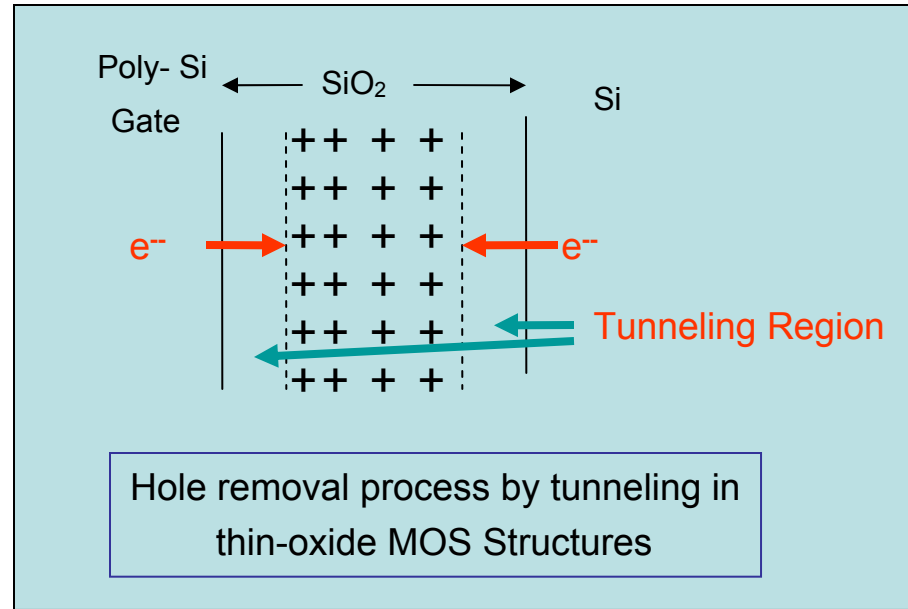 Poly- Si
Gate
SiO₂
Si
++ + +
++ + +
++ + +
e--
e--
++ + +
++ + +
Tunneling Region
++ + +
Hole removal process by tunneling in
thin-oxide MOS Structures